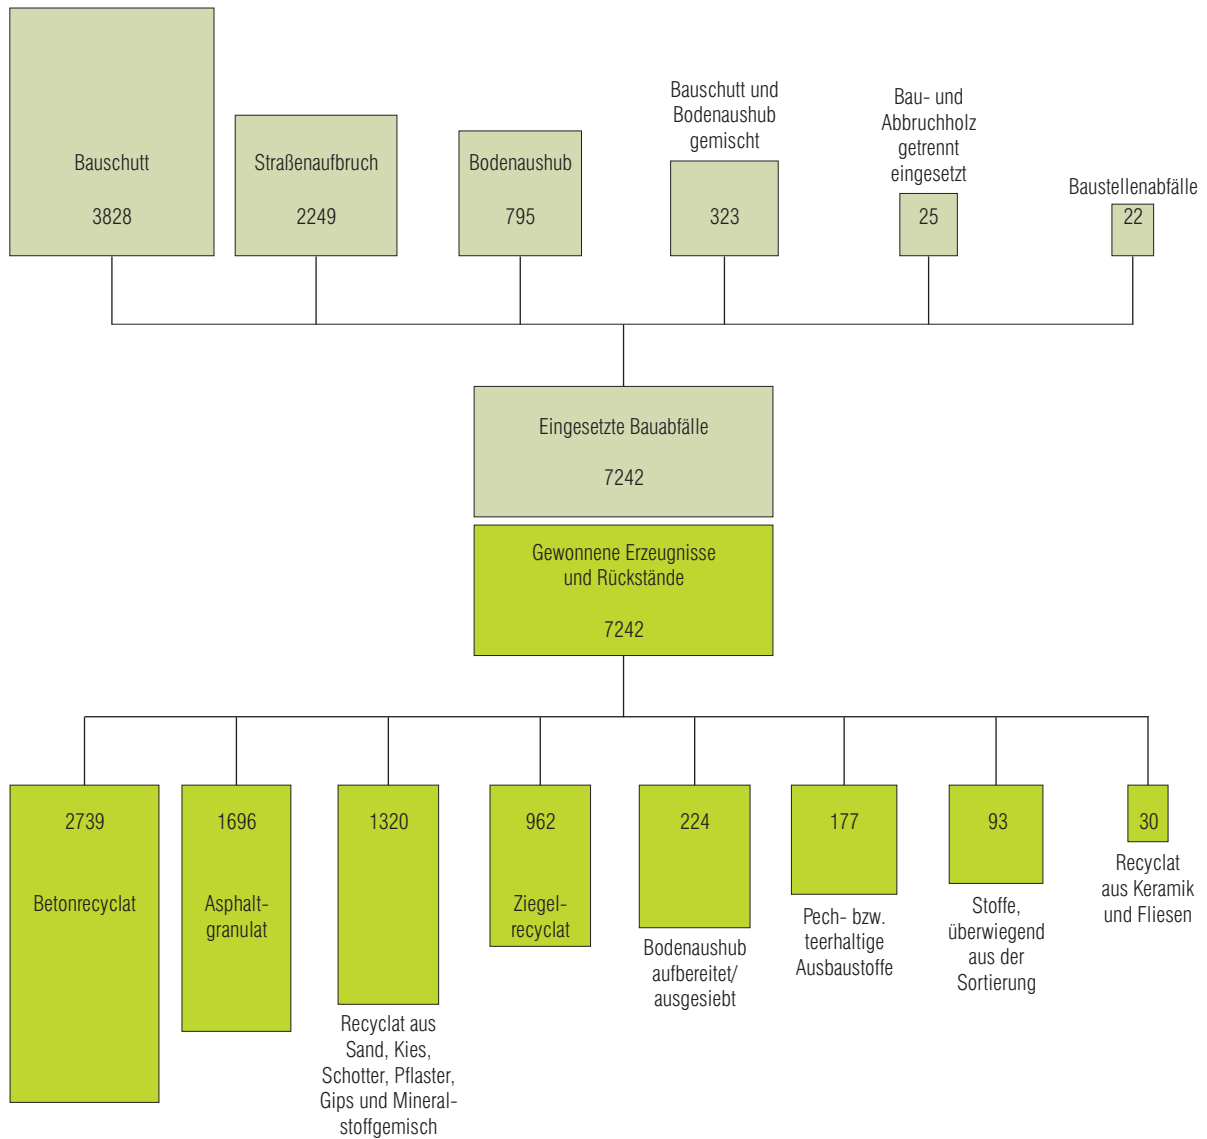 Bauschutt
3828
Straßenaufbruch
2249
Bodenaushub
795
Bauschutt und
Bodenaushub
gemischt
323
Bau- und
Abbruchholz
getrennt
eingesetzt
25
Baustellenabfälle
22
Eingesetzte Bauabfälle
7242
Gewonnene Erzeugnisse
und Rückstände
7242
2739
Betonrecyclat
1696
Asphalt-
granulat
1320
Recyclat aus
Sand, Kies,
Schotter, Pflaster,
Gips und Mineral-
stoffgemisch
962
Ziegel-
recyclat
224
Bodenaushub
aufbereitet/
ausgesiebt
177
Pech- bzw.
teerhaltige
Ausbaustoffe
93
Stoffe,
überwiegend
aus der
Sortierung
30
Recyclat
aus Keramik
und Fliesen